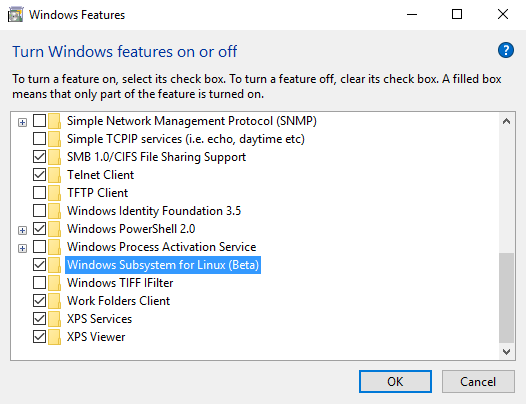 Windows Features
Turn Windows features on or off
?
To turn a feature on, select its check box. To turn a feature off, clear its check box. A filled box
means that only part of the feature is turned on.
Simple Network Management Protocol (SNMP)
Simple TCPIP services (i.e. echo, daytime etc)
SMB 1.0/CIFS File Sharing Support
Telnet Client
TFTP Client
Windows Identity Foundation 3.5
Windows PowerShell 2.0
Windows Process Activation Service
Windows Subsystem for Linux (Beta)
Windows TIFF IFilter
Work Folders Client
XPS Services
XPS Viewer
OK
Cancel